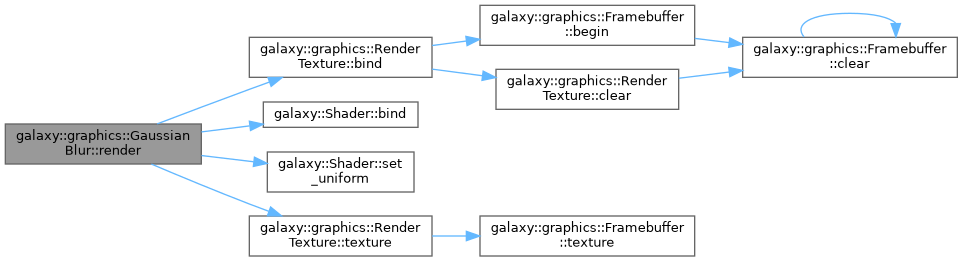 galaxy::graphics::Gaussian
Blur::render
galaxy::graphics::Render
Texture::bind
galaxy::Shader::bind
galaxy::Shader::set
_uniform
galaxy::graphics::Render
Texture::texture
galaxy::graphics::Framebuffer
::begin
galaxy::graphics::Render
Texture::clear
galaxy::graphics::Framebuffer
::texture
galaxy::graphics::Framebuffer
::clear